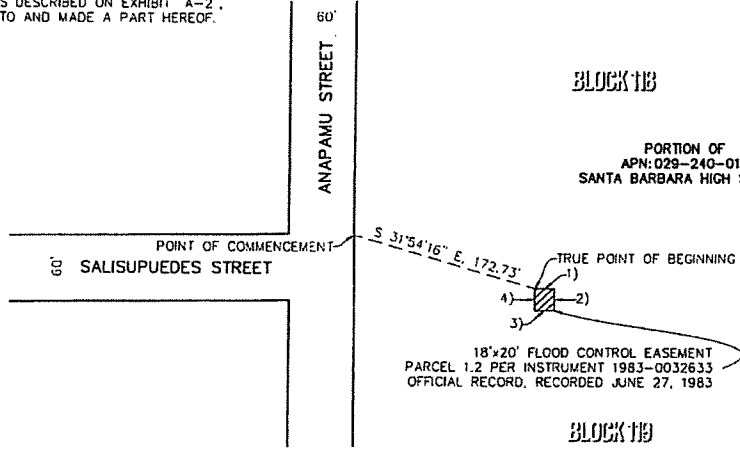 S DESCRIBED ON EXHIBIT A-2,
TO AND MADE A PART HEREOF.
60'
ANAPAMU STREET
BLOCK 118
PORTION OF
APN: 029-240-01
SANTA BARBARA HIGH
POINT OF COMMENCEMENT
S 31°54'16" E, 172.73'
60'
SALISUPUEDES STREET
TRUE POINT OF BEGINNING
1)
4)
2)
3)
18'x20' FLOOD CONTROL EASEMENT
PARCEL 1.2 PER INSTRUMENT 1983-0032633
OFFICIAL RECORD, RECORDED JUNE 27, 1983
BLOCK 119